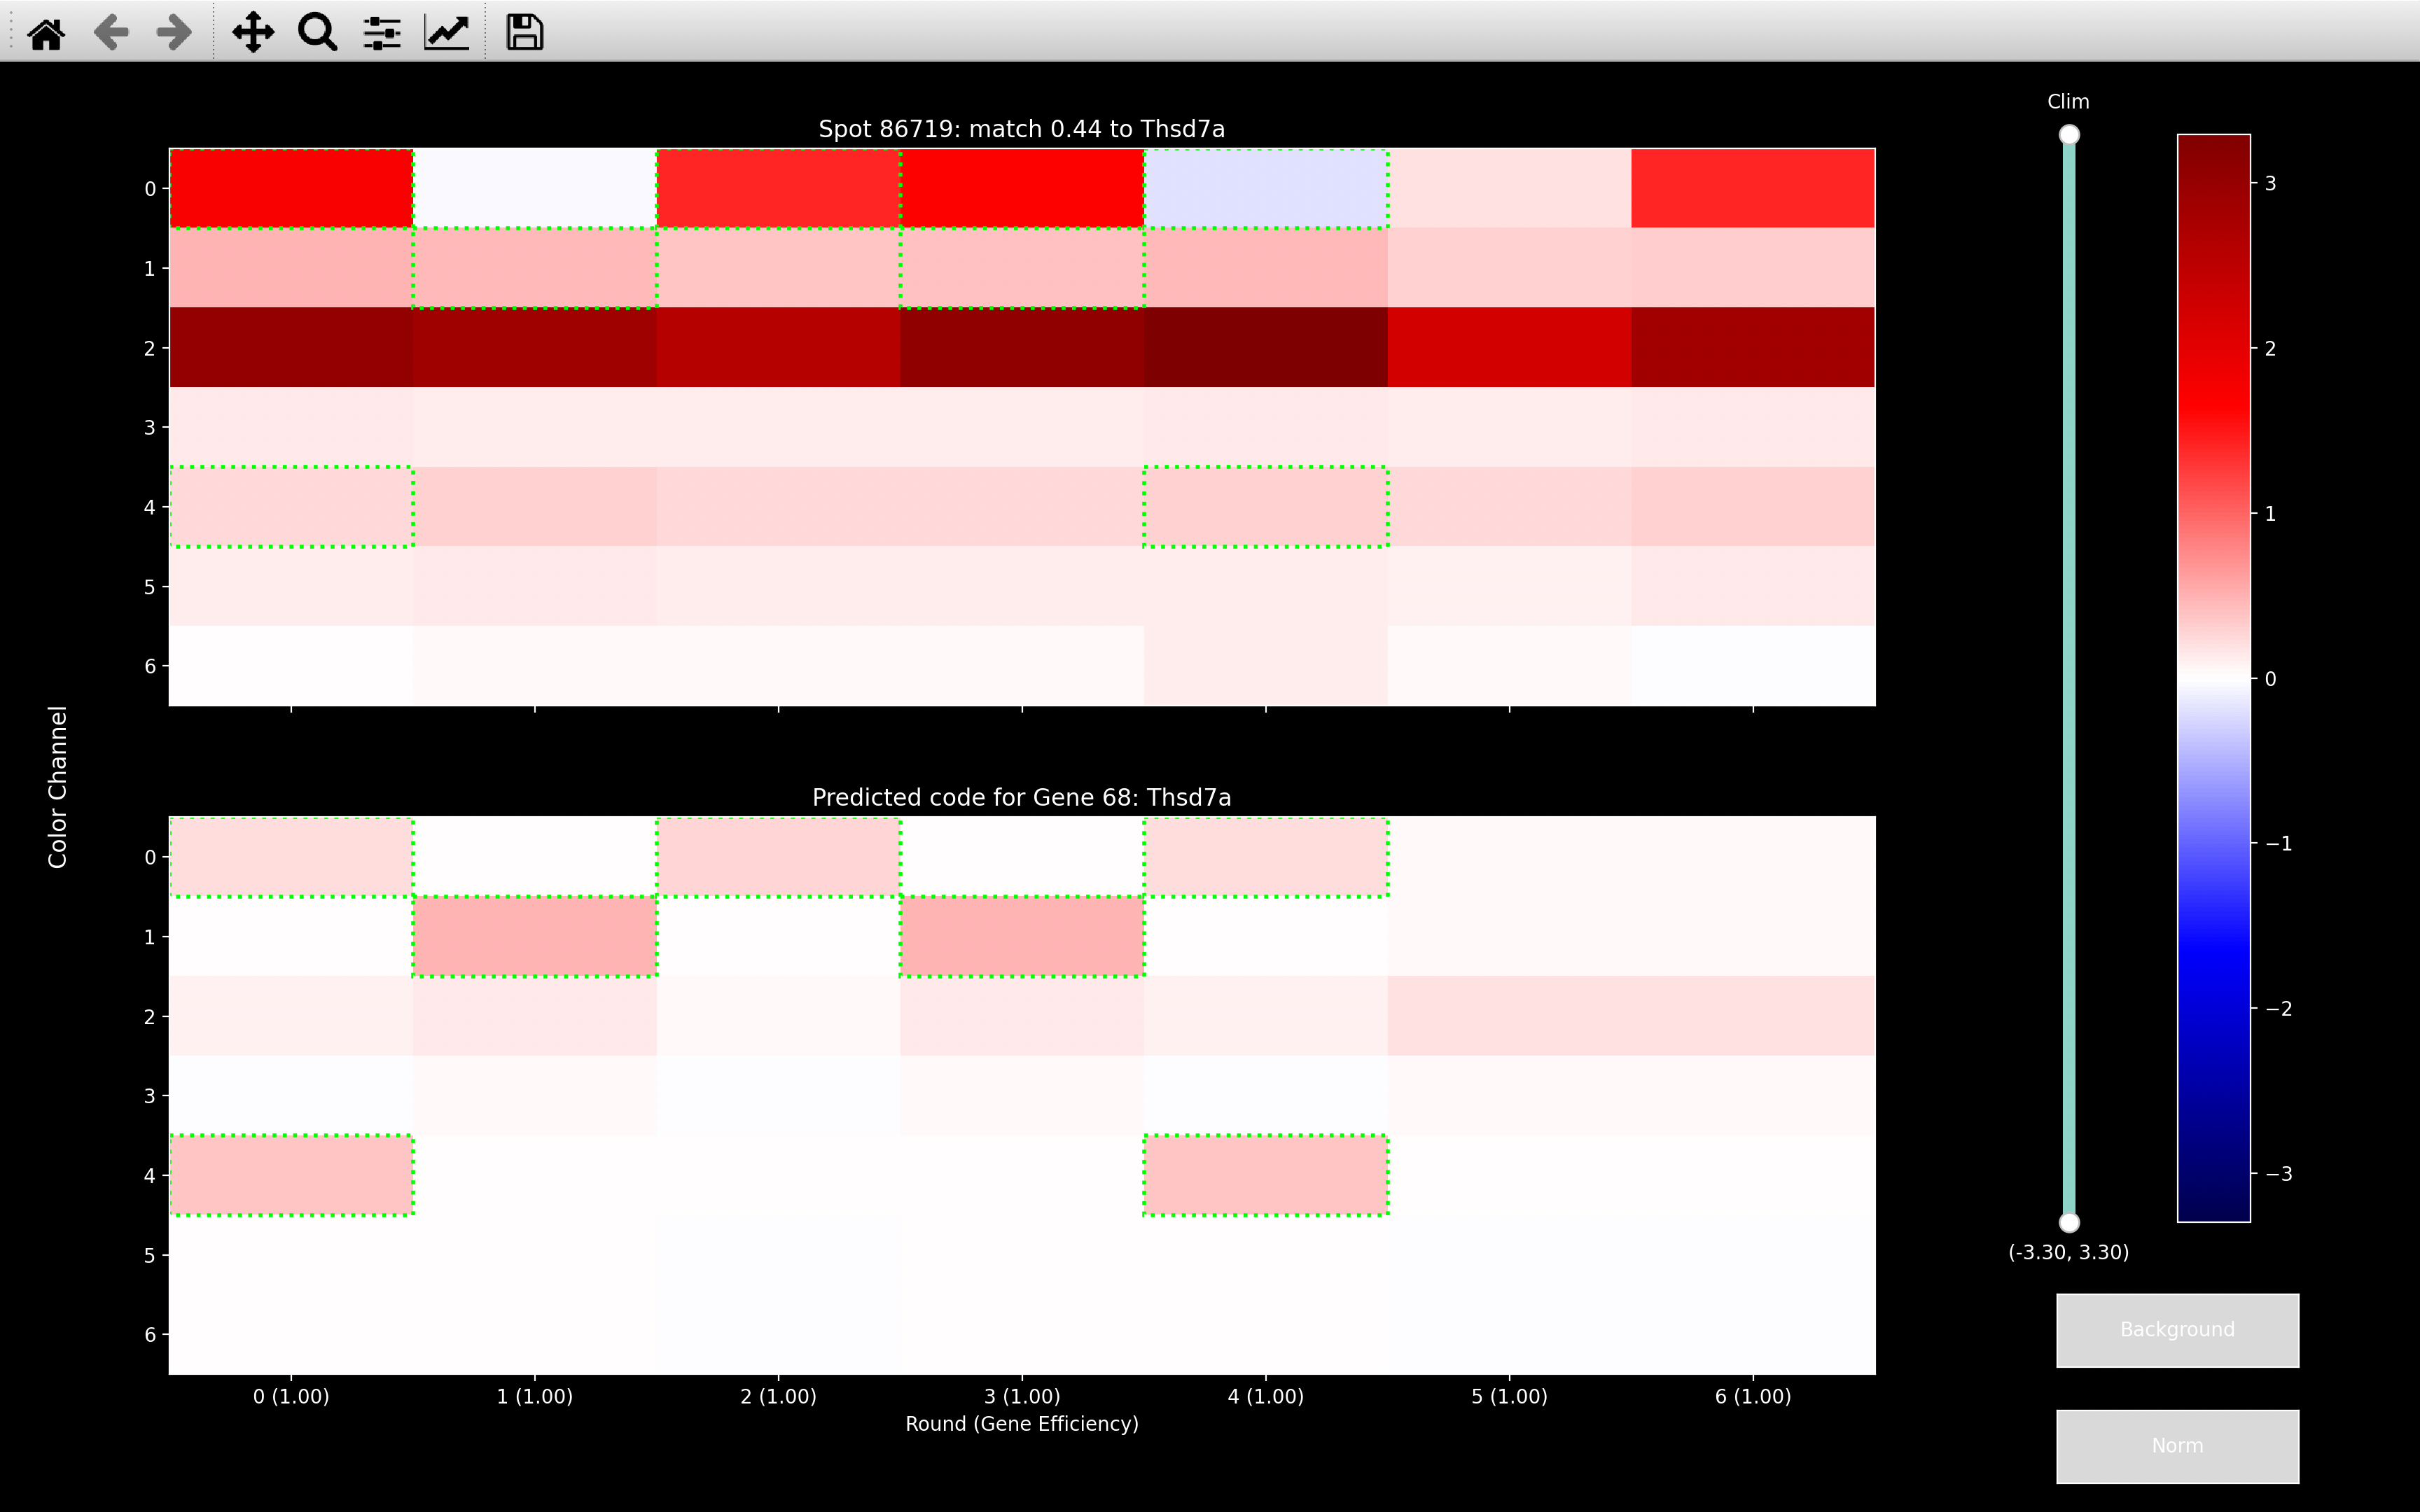 Clim
Spot 86719: match 0.44 to Thsd7a
0
1
2
3
4
5
6
Color Channel
Predicted code for Gene 68: Thsd7a
0
1
2
3
4
5
6
0 (1.00) 1 (1.00) 2 (1.00) 3 (1.00) 4 (1.00) 5 (1.00) 6 (1.00)
Round (Gene Efficiency)
3
2
1
0
−1
−2
−3
(-3.30, 3.30)
Background
Norm